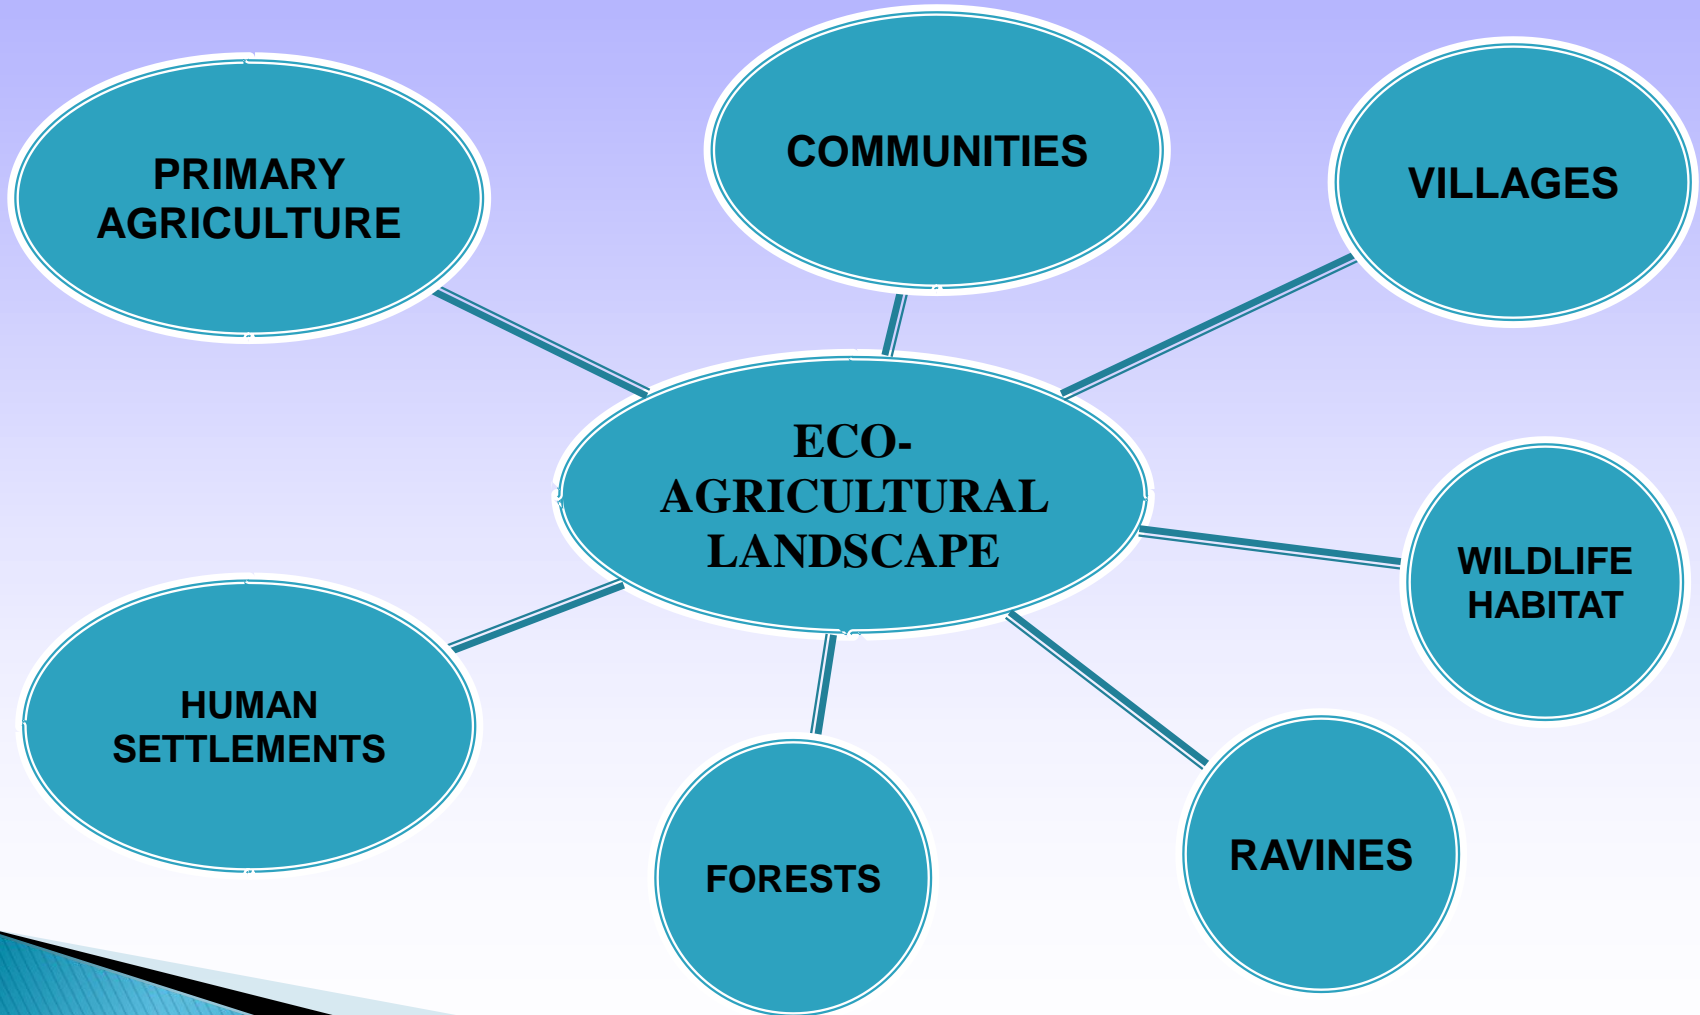 PRIMARY
AGRICULTURE
COMMUNITIES
VILLAGES
ECO-
AGRICULTURAL
LANDSCAPE
WILDLIFE
HABITAT
HUMAN
SETTLEMENTS
FORESTS
RAVINES